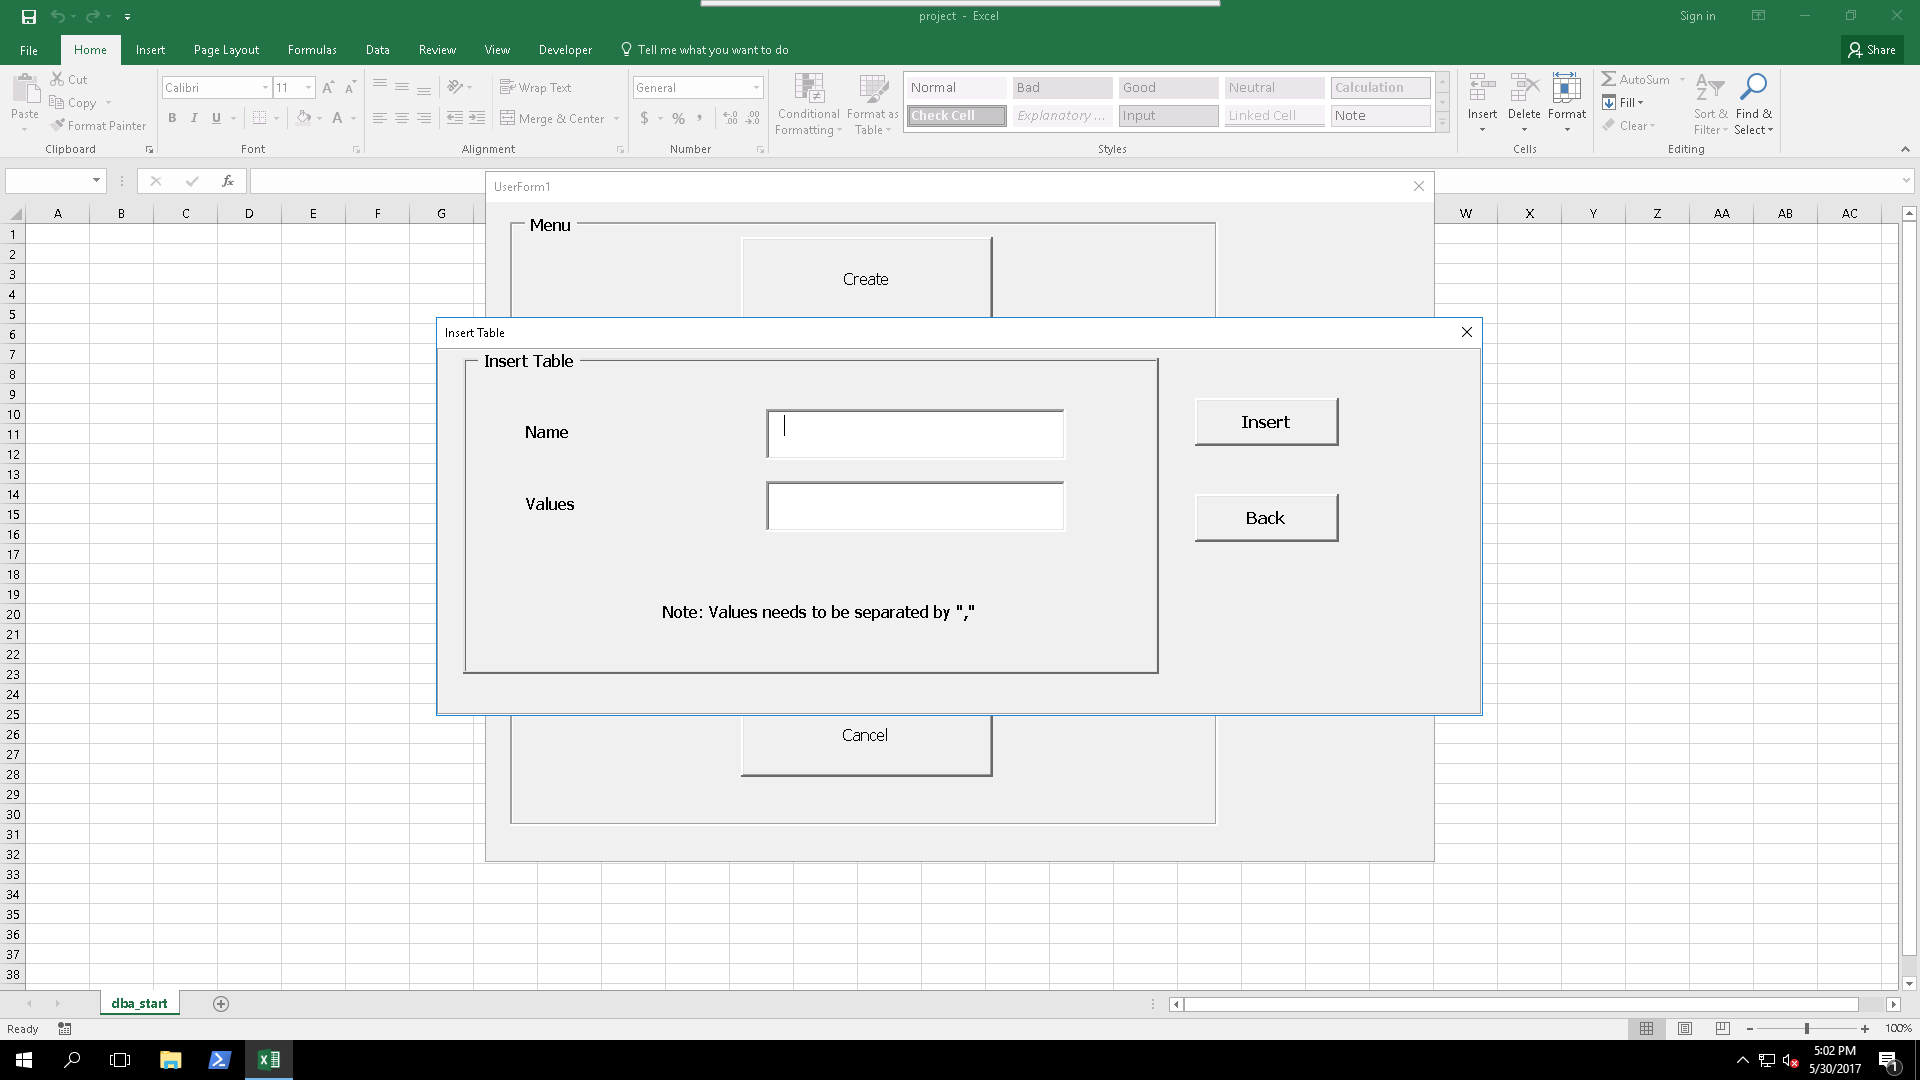 project - Excel
Sign in
File
Home
Insert
Page Layout
Formulas
Data
Review
View
Developer
Tell me what you want to do
Share
Paste
Cut
Copy
Format Painter
Clipboard
Calibri
11
B I U
A
Font
Wrap Text
Merge & Center
Alignment
General
$ % ,
Number
Conditional Formatting
Format as Table
Normal
Bad
Good
Neutral
Calculation
Check Cell
Explanatory ...
Input
Linked Cell
Note
Styles
Insert
Delete
Format
Cells
AutoSum
Fill
Clear
Sort & Filter
Find & Select
Editing
fx
UserForm1
A B C D E F G W X Y Z AA AB AC
1
2
3
4
5
6
7
8
9
10
11
12
13
14
15
16
17
18
19
20
21
22
23
24
25
26
27
28
29
30
31
32
33
34
35
36
37
38
Menu
Create
Insert Table
Insert Table
Name
Values
Note: Values needs to be separated by ","
Insert
Back
Cancel
dba_start
Ready
100%
5:02 PM
5/30/2017
1